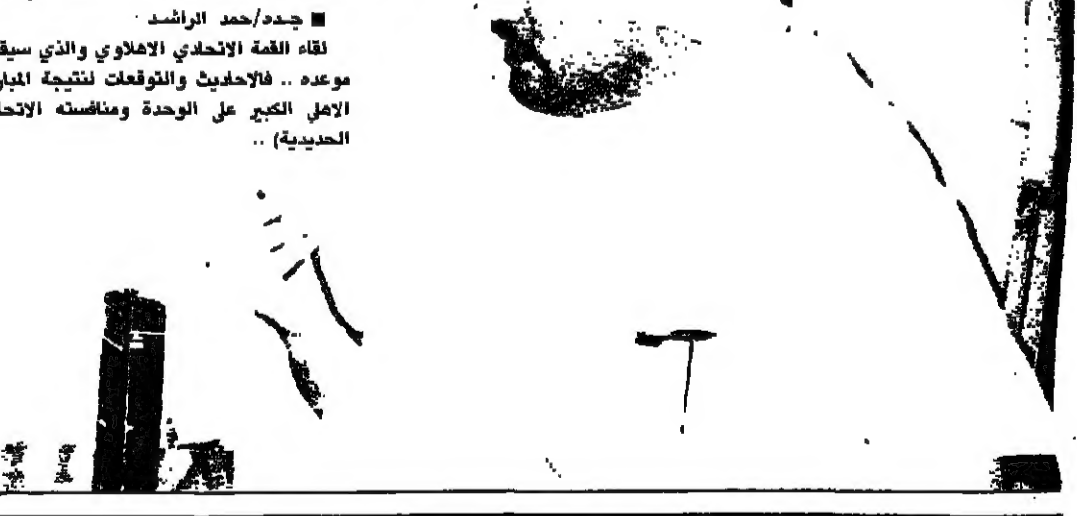 ■ جدة/حمد الراشد
لقاء القمة الاتحادي الاهلاوي والذي سيق
موعده .. فالاحاديث والتوقعات لنتيجة المبار
الاهلي الكبير على الوحدة ومنافسته الاتحا
الحديدية) ..